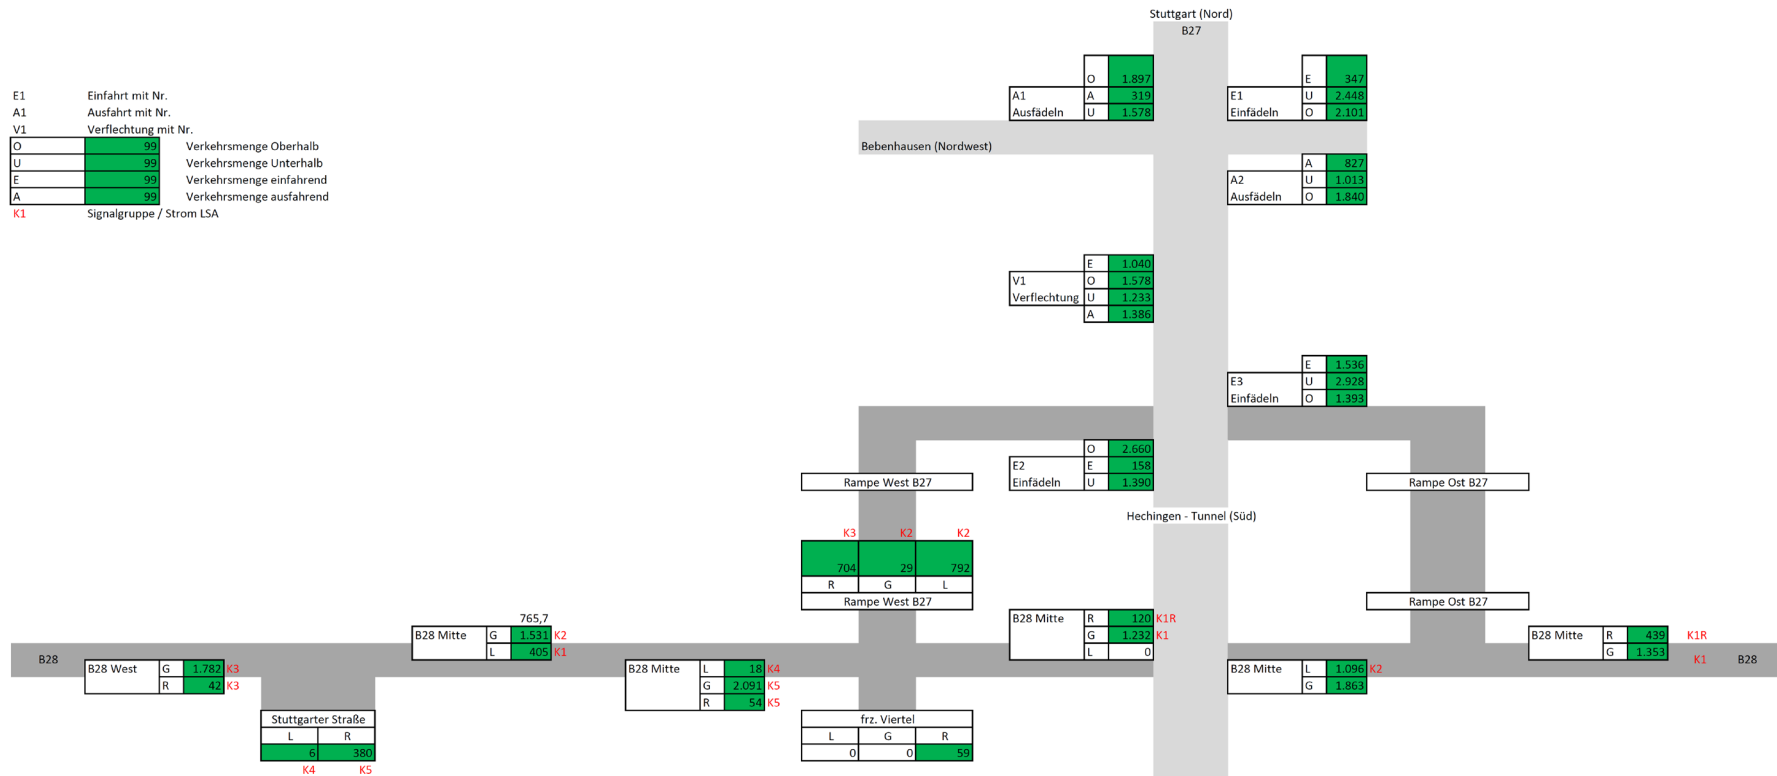 Stuttgart (Nord)
B27
E1 Einfahrt mit Nr.
A1 Ausfahrt mit Nr.
V1 Verflechtung mit Nr.
O 99 Verkehrsmenge Oberhalb
U 99 Verkehrsmenge Unterhalb
E 99 Verkehrsmenge einfahrend
A 99 Verkehrsmenge ausfahrend
K1 Signalgruppe / Strom LSA
O 1.897
A1 A 319
Ausfädeln U 1.578
E 347
E1 U 2.448
Einfädeln O 2.101
Bebenhausen (Nordwest)
A 827
A2 U 1.013
Ausfädeln O 1.840
E 1.040
V1 O 1.578
Verflechtung U 1.233
A 1.386
E 1.536
E3 U 2.928
Einfädeln O 1.393
O 2.660
E2 E 158
Einfädeln U 1.390
Rampe West B27
Rampe Ost B27
Hechingen - Tunnel (Süd)
K3 K2 K2
704 29 792
R G L
Rampe West B27
Rampe Ost B27
765,7
B28 Mitte G 1.531 K2
L 405 K1
B28 Mitte R 120 K1R
G 1.232 K1
L 0
B28 Mitte R 439 K1R
G 1.353 K1
B28
B28
B28 West G 1.782 K3
R 42 K3
B28 Mitte L 18 K4
G 2.091 K5
R 54 K5
B28 Mitte L 1.096 K2
G 1.863
Stuttgarter Straße
L R
6 380
K4 K5
frz. Viertel
L G R
0 0 59